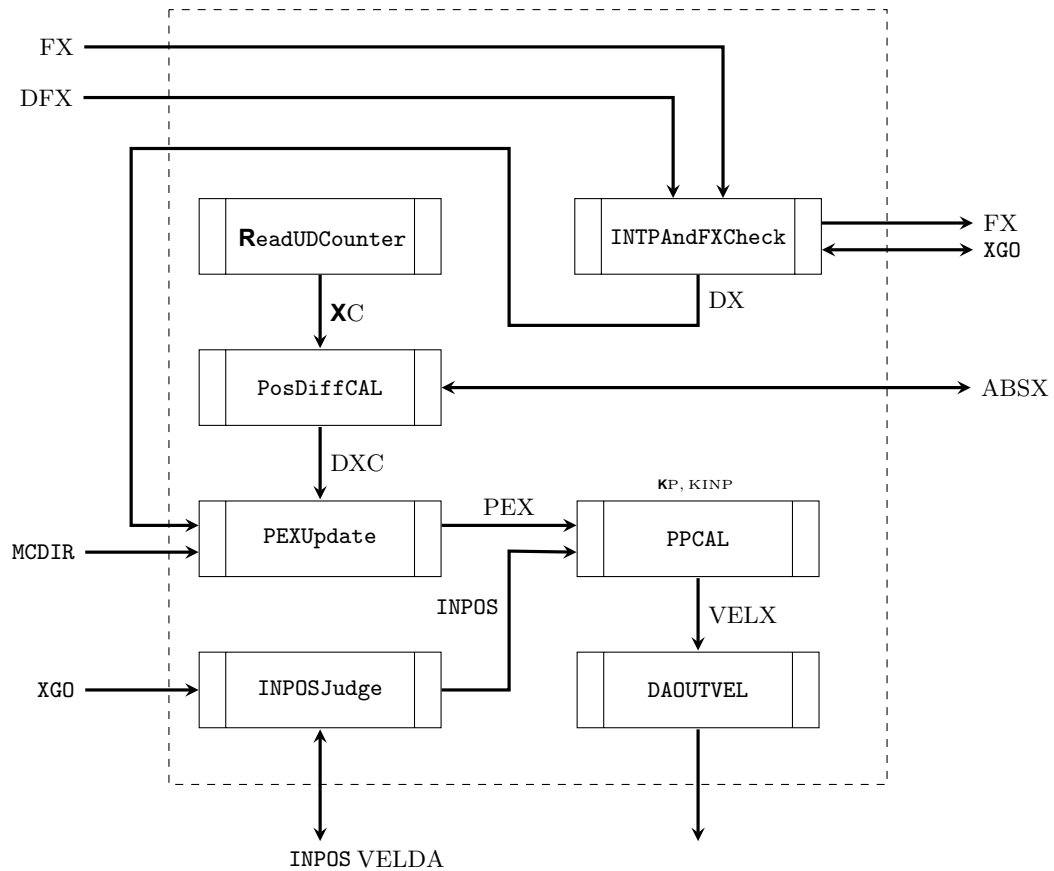 FX
DFX
ReadUDCounter
INTPAndFXCheck
FX
XGO
XC
DX
PosDiffCAL
ABSX
DXC
KP, KINP
PEX
PEXUpdate
PPCAL
MCDIR
INPOS
VELX
XGO
INPOSJudge
DAOUTVEL
INPOS VELDA